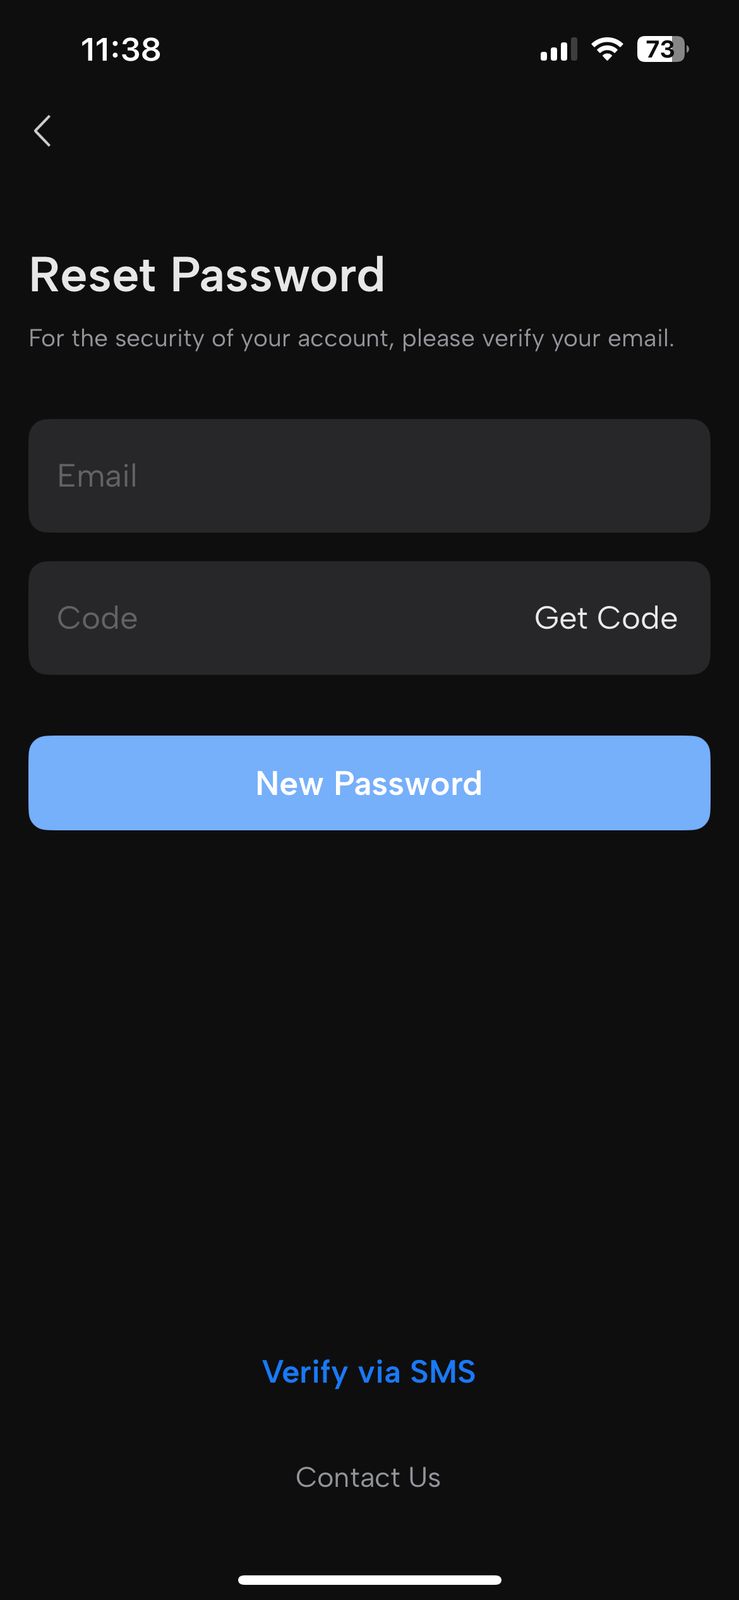 11:38
73
Reset Password
For the security of your account, please verify your email.
Email
Code
Get Code
New Password
Verify via SMS
Contact Us